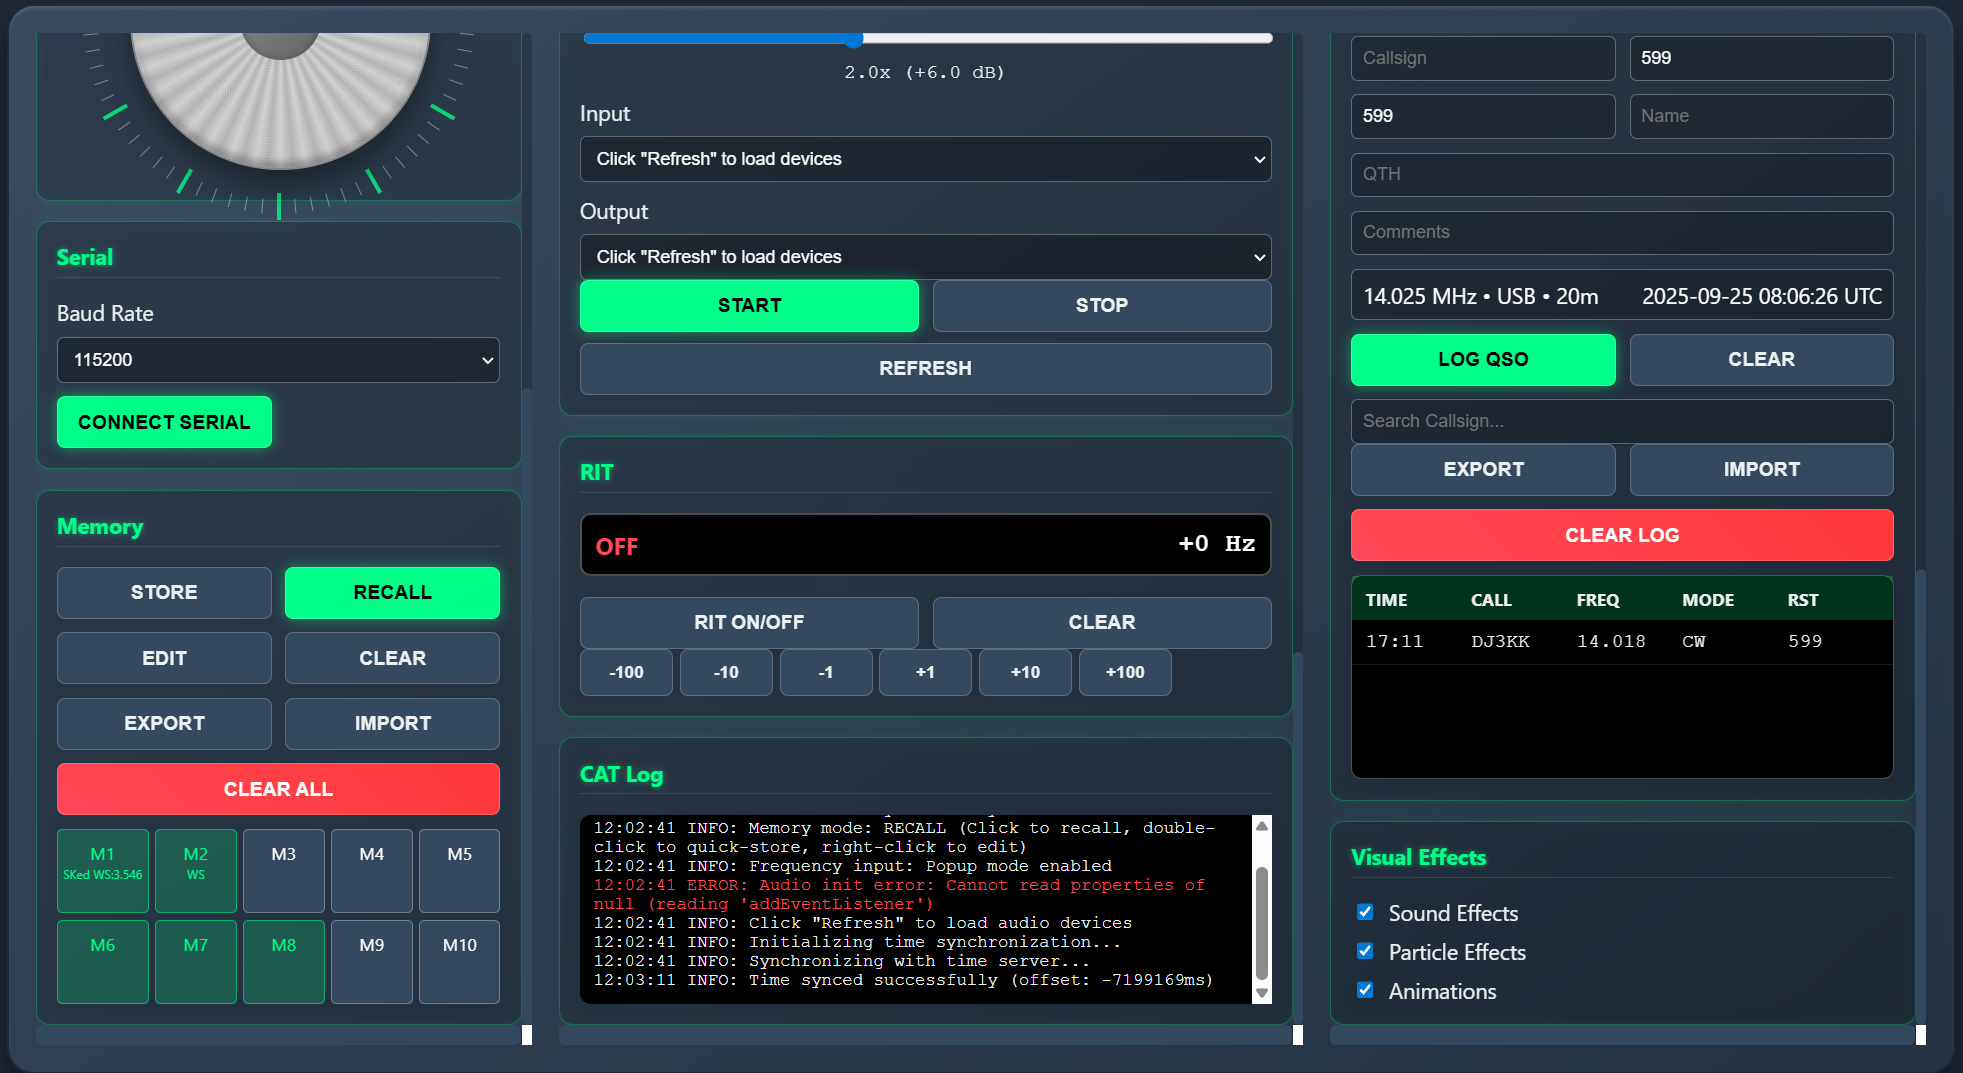 Serial
Baud Rate
115200
CONNECT SERIAL
Memory
STORE
RECALL
EDIT
CLEAR
EXPORT
IMPORT
CLEAR ALL
M1
SKed WS:3.546
M2
WS
M3
M4
M5
M6
M7
M8
M9
M10
2.0x (+6.0 dB)
Input
Click "Refresh" to load devices
Output
Click "Refresh" to load devices
START
STOP
REFRESH
RIT
OFF
+0 Hz
RIT ON/OFF
CLEAR
-100
-10
-1
+1
+10
+100
CAT Log
12:02:41 INFO: Memory mode: RECALL (Click to recall, double-
click to quick-store, right-click to edit)
12:02:41 INFO: Frequency input: Popup mode enabled
12:02:41 ERROR: Audio init error: Cannot read properties of
null (reading 'addEventListener')
12:02:41 INFO: Click "Refresh" to load audio devices
12:02:41 INFO: Initializing time synchronization...
12:02:41 INFO: Synchronizing with time server...
12:03:11 INFO: Time synced successfully (offset: -7199169ms)
Callsign
599
599
Name
QTH
Comments
14.025 MHz • USB • 20m
2025-09-25 08:06:26 UTC
LOG QSO
CLEAR
Search Callsign...
EXPORT
IMPORT
CLEAR LOG
TIME CALL FREQ MODE RST
17:11 DJ3KK 14.018 CW 599
Visual Effects
Sound Effects
Particle Effects
Animations